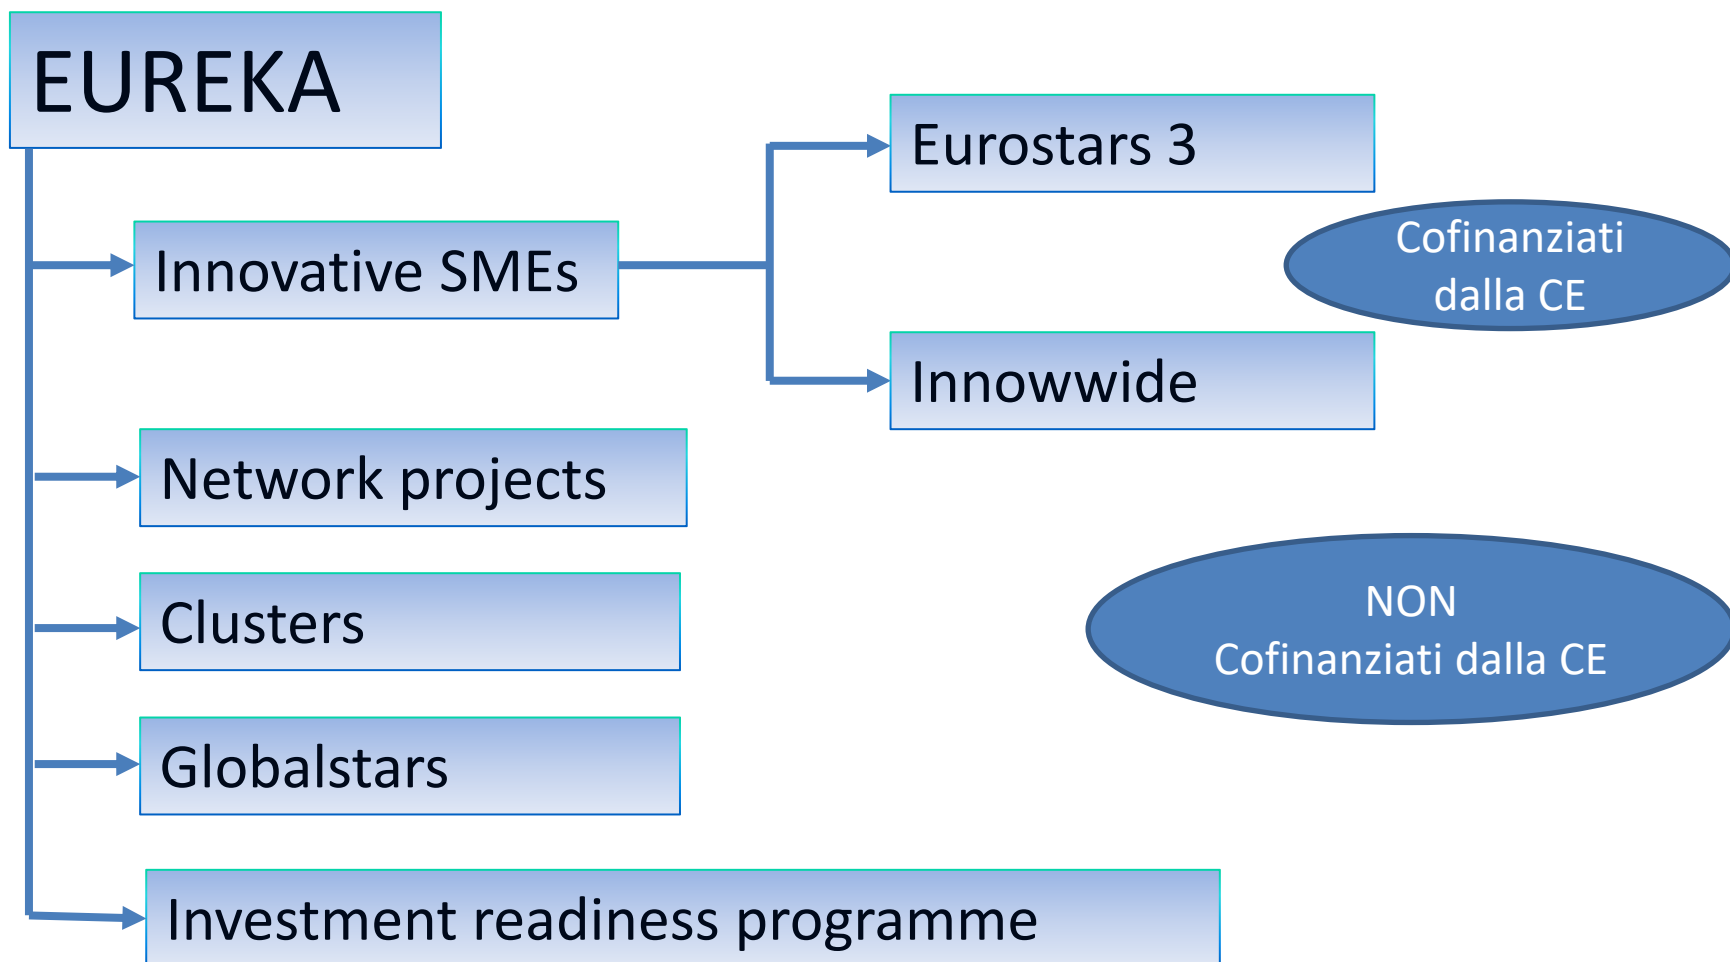 EUREKA
Eurostars 3
Innovative SMEs
Cofinanziati
dalla CE
Innowwide
Network projects
NON
Cofinanziati dalla CE
Clusters
Globalstars
Investment readiness programme